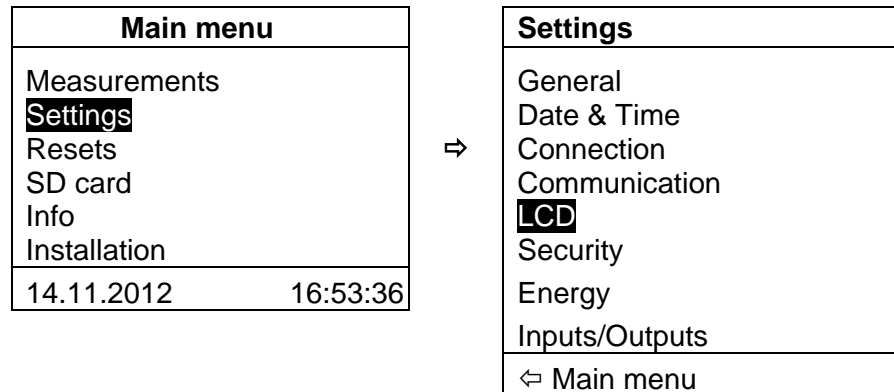 Main menu
Measurements
Settings
Resets
SD card
Info
Installation
14.11.2012 16:53:36
⇨
Settings
General
Date & Time
Connection
Communication
LCD
Security
Energy
Inputs/Outputs
⇦ Main menu